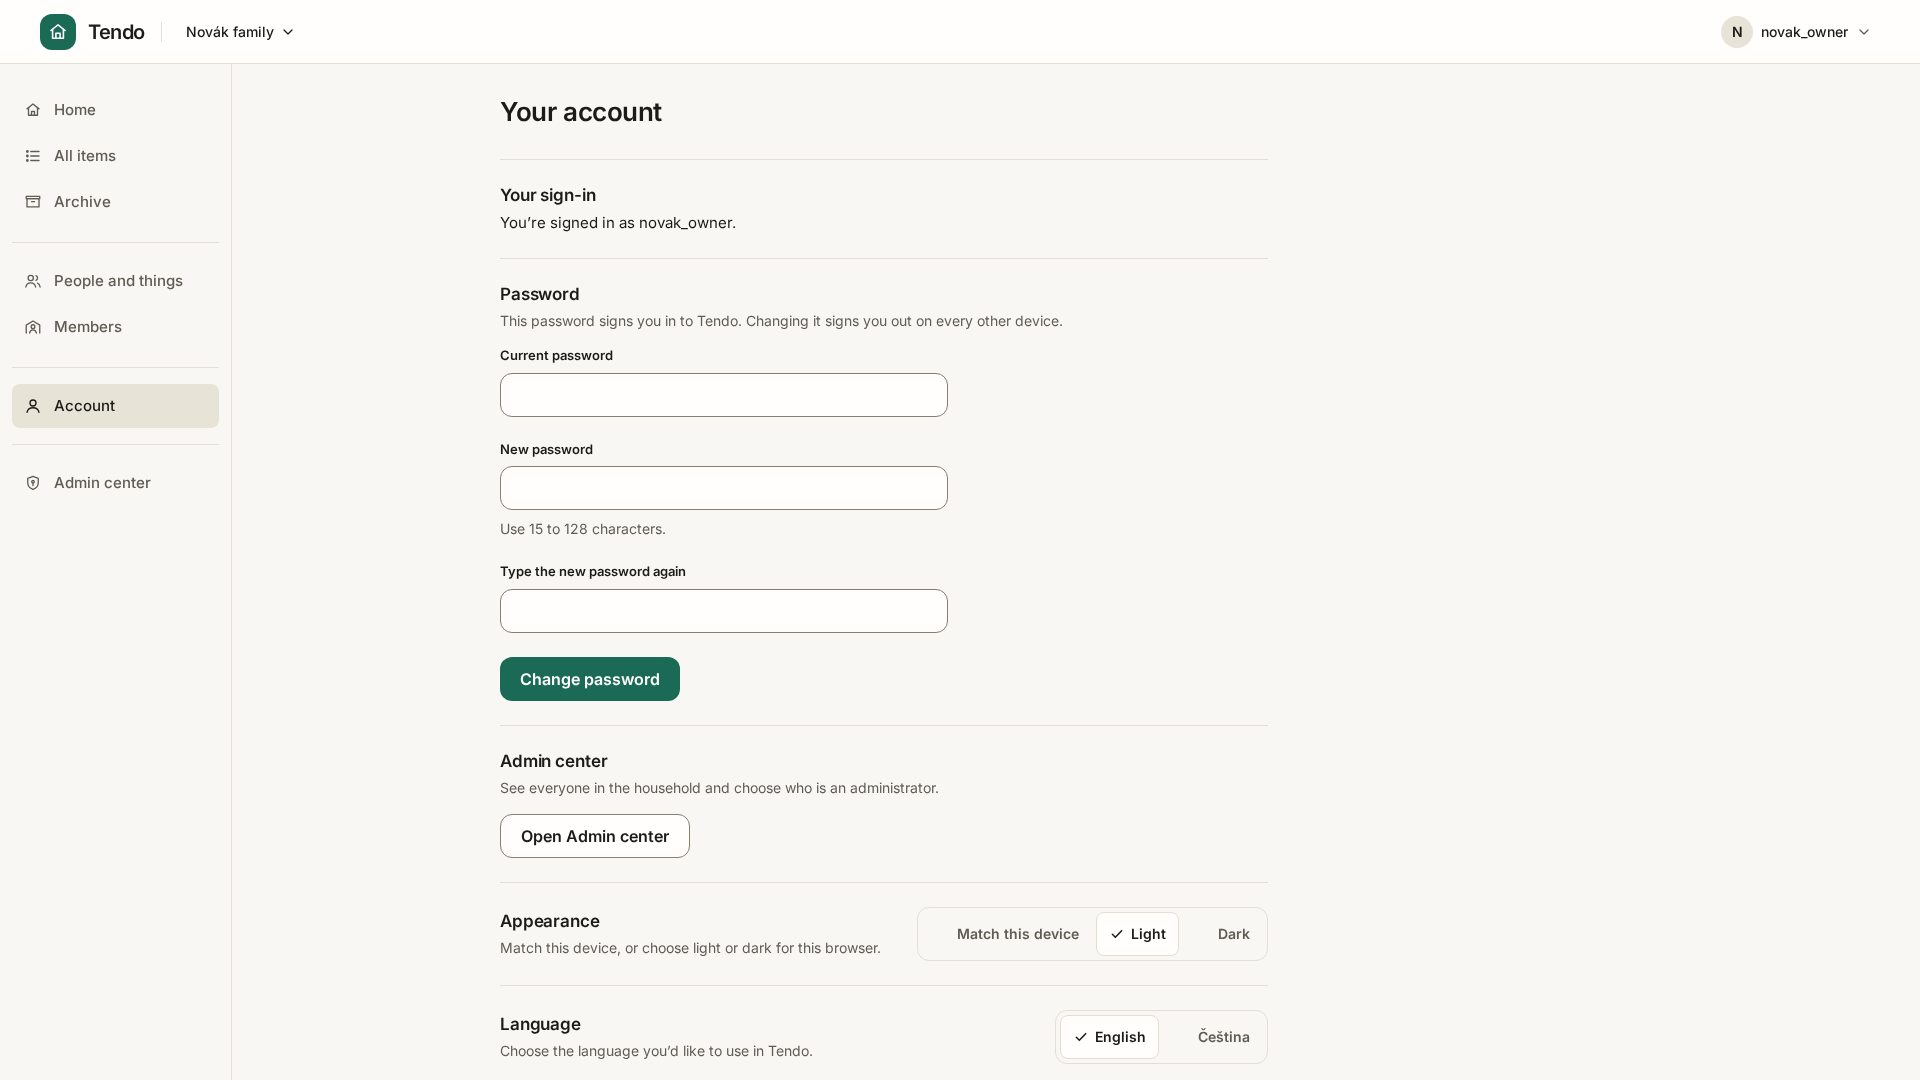 Tendo
Novák family
N
novak_owner
Home
All items
Archive
People and things
Members
Account
Admin center
Your account
Your sign-in
You’re signed in as novak_owner.
Password
This password signs you in to Tendo. Changing it signs you out on every other device.
Current password
New password
Use 15 to 128 characters.
Type the new password again
Change password
Admin center
See everyone in the household and choose who is an administrator.
Open Admin center
Appearance
Match this device, or choose light or dark for this browser.
Match this device
Light
Dark
Language
Choose the language you’d like to use in Tendo.
English
Čeština